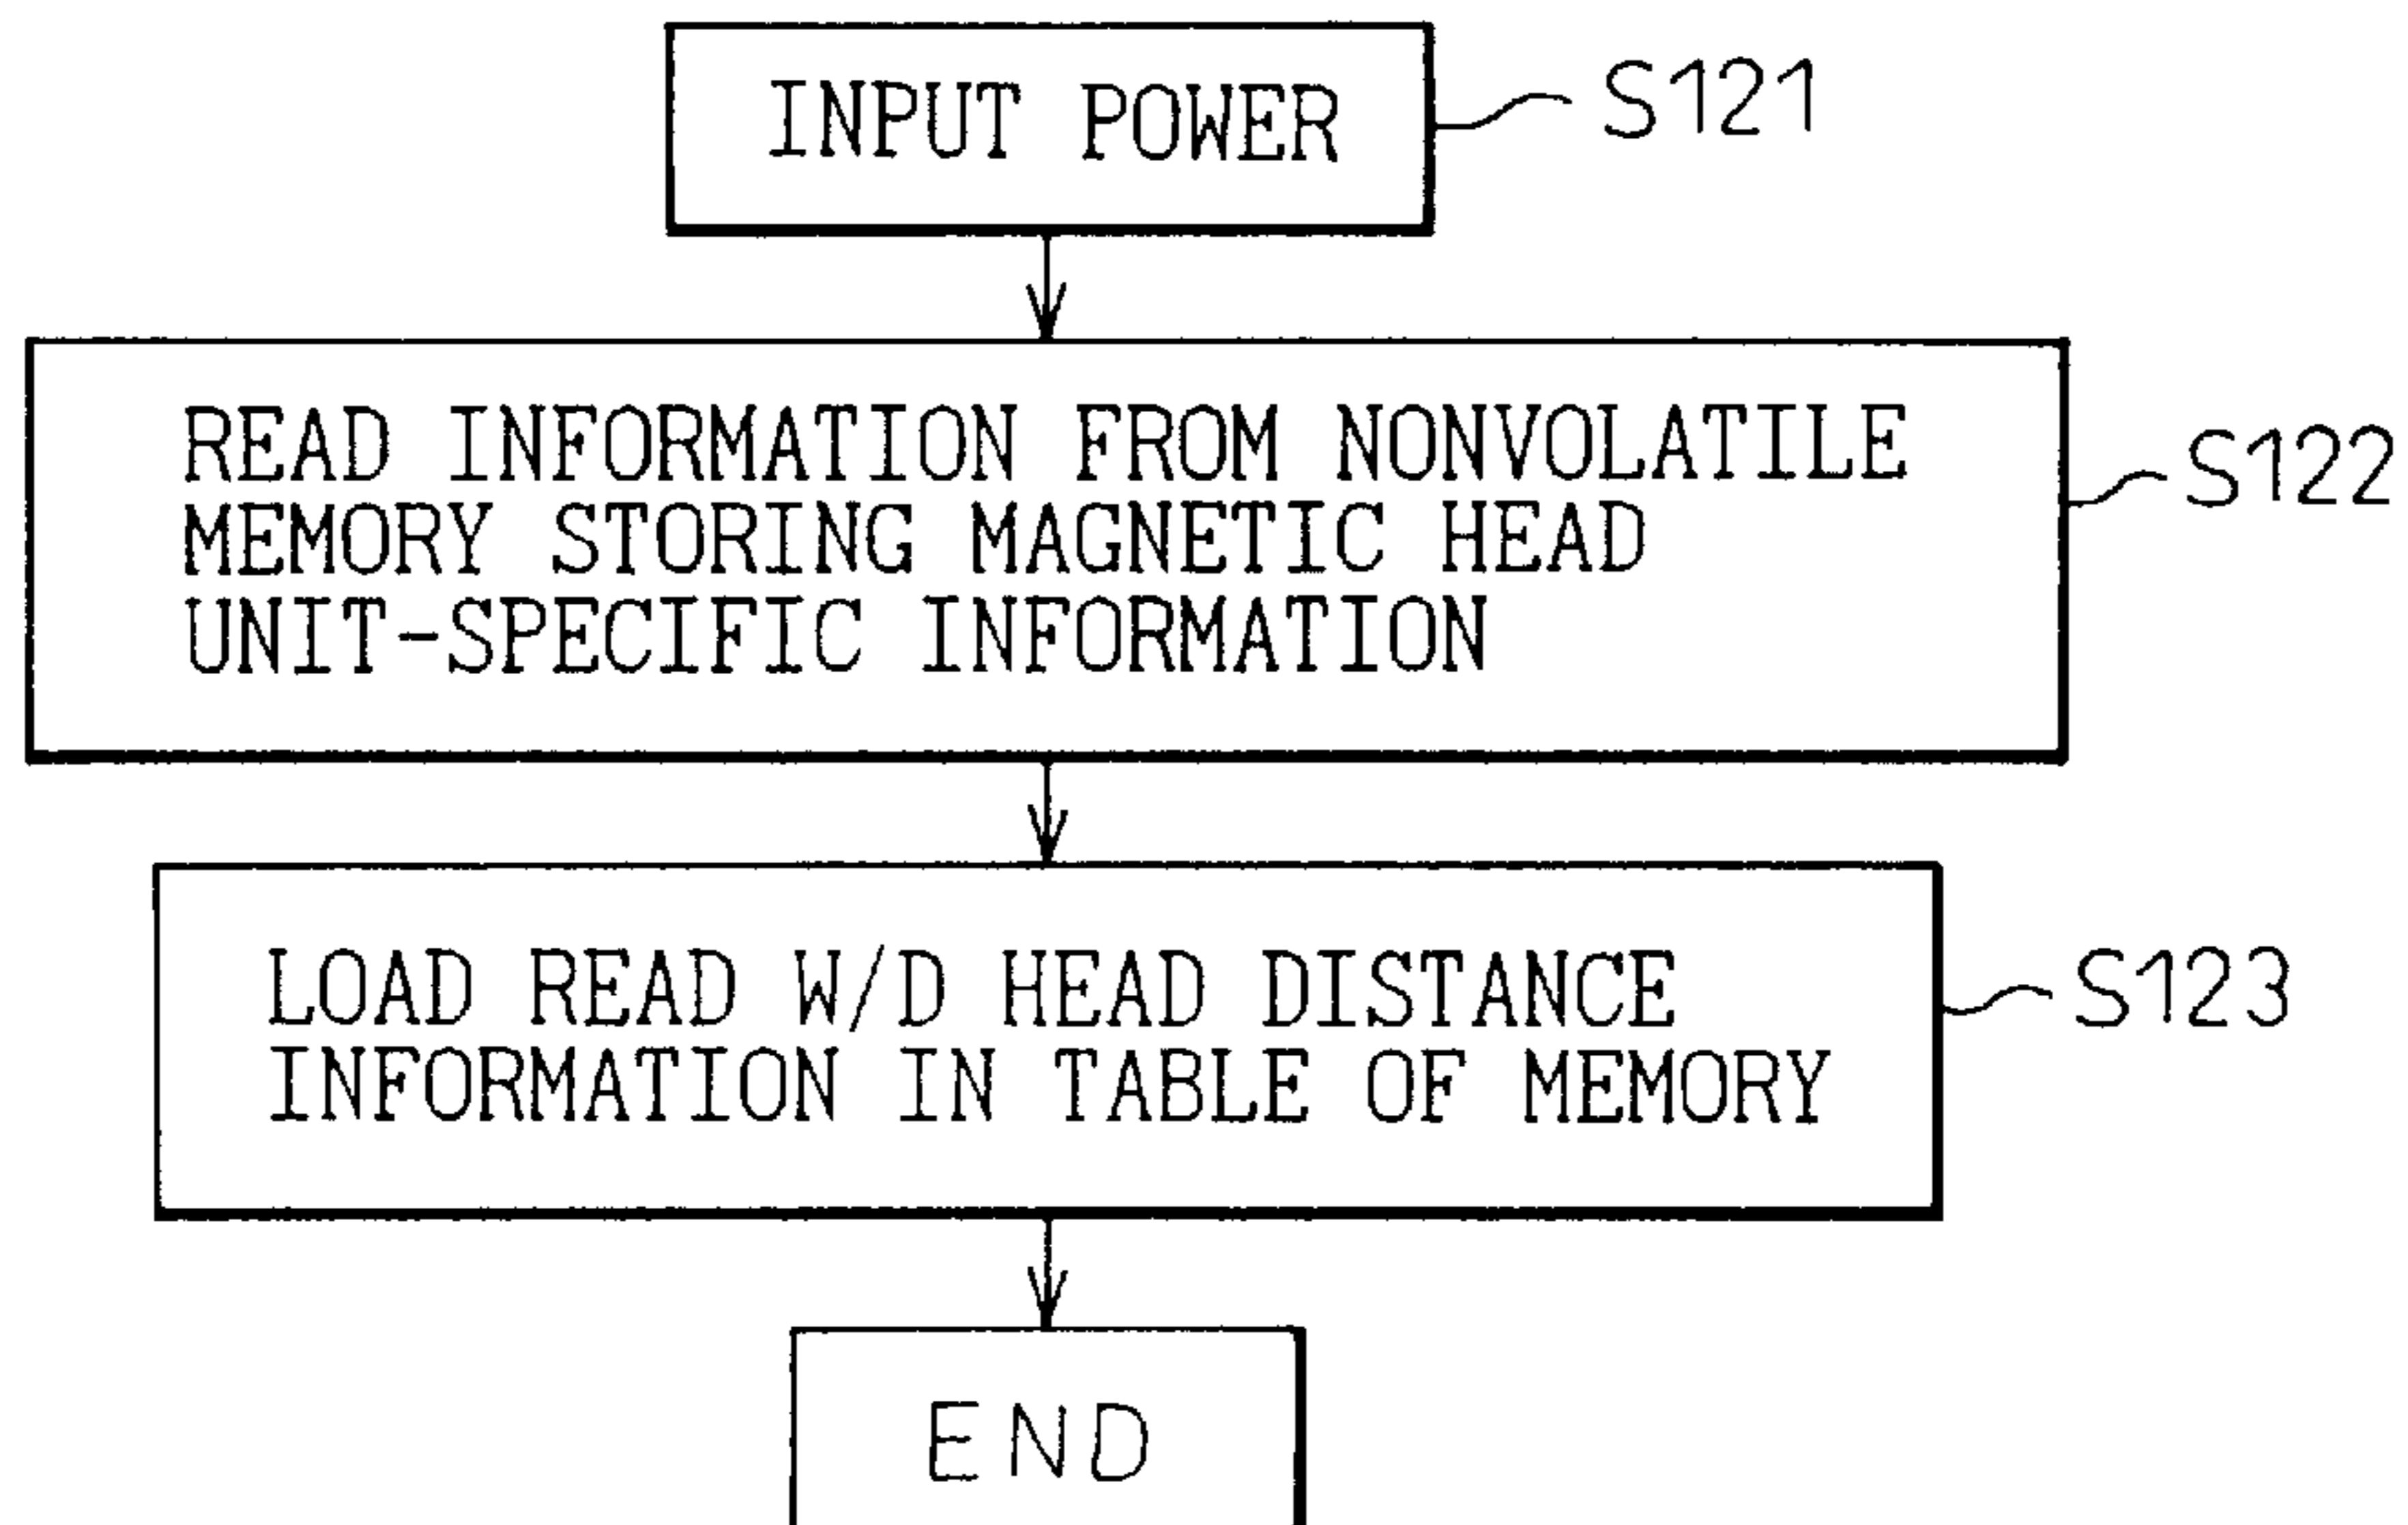 INPUT POWER
S121
READ INFORMATION FROM NONVOLATILE
MEMORY STORING MAGNETIC HEAD
UNIT-SPECIFIC INFORMATION
S122
LOAD READ W/D HEAD DISTANCE
INFORMATION IN TABLE OF MEMORY
S123
END